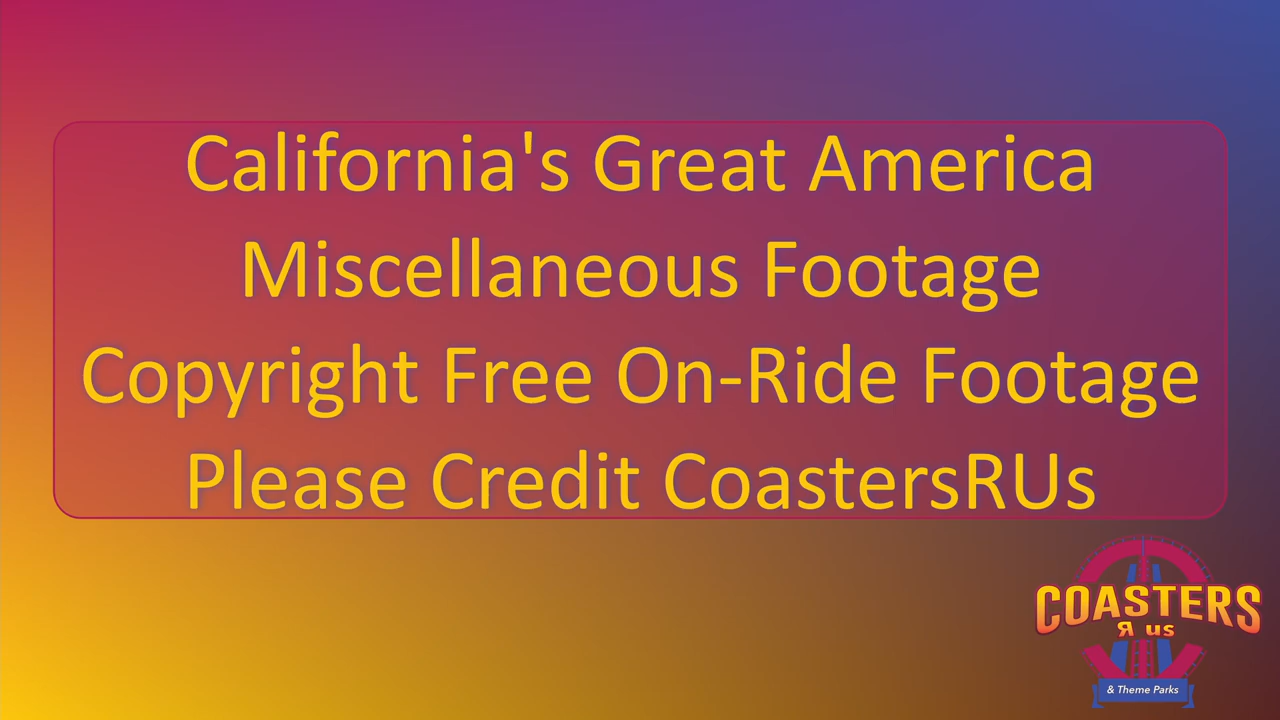 California's Great America
Miscellaneous Footage
Copyright Free On-Ride Footage
Please Credit CoastersRUs
COASTERS
Я us
& Theme Parks